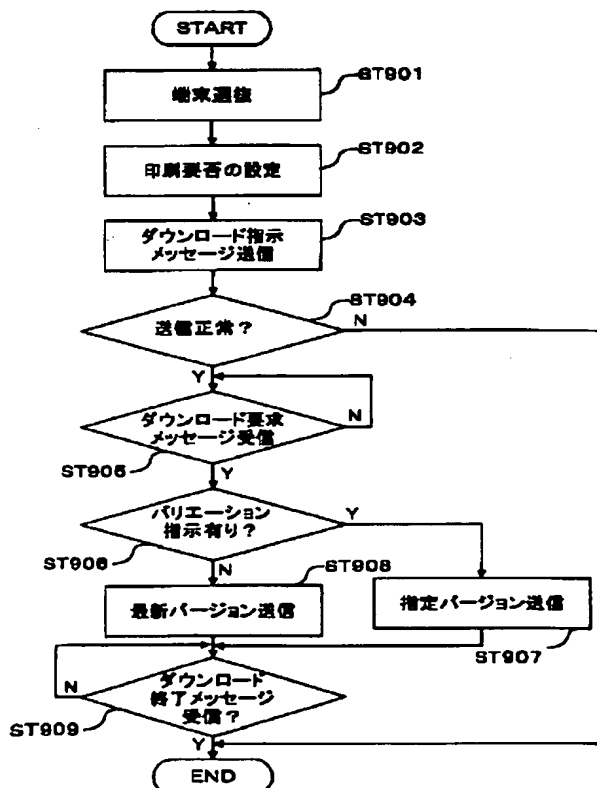 START
ST901
端末選抜
ST902
印刷要否の設定
ST903
ダウンロード指示
メッセージ送信
ST904
送信正常?
N
Y
ダウンロード要求
メッセージ受信
N
ST905
Y
バリエーション
指示有り?
Y
ST906
N
ST908
最新バージョン送信
指定バージョン送信
ST907
ダウンロード
終了メッセージ
受信?
N
ST909
Y
END